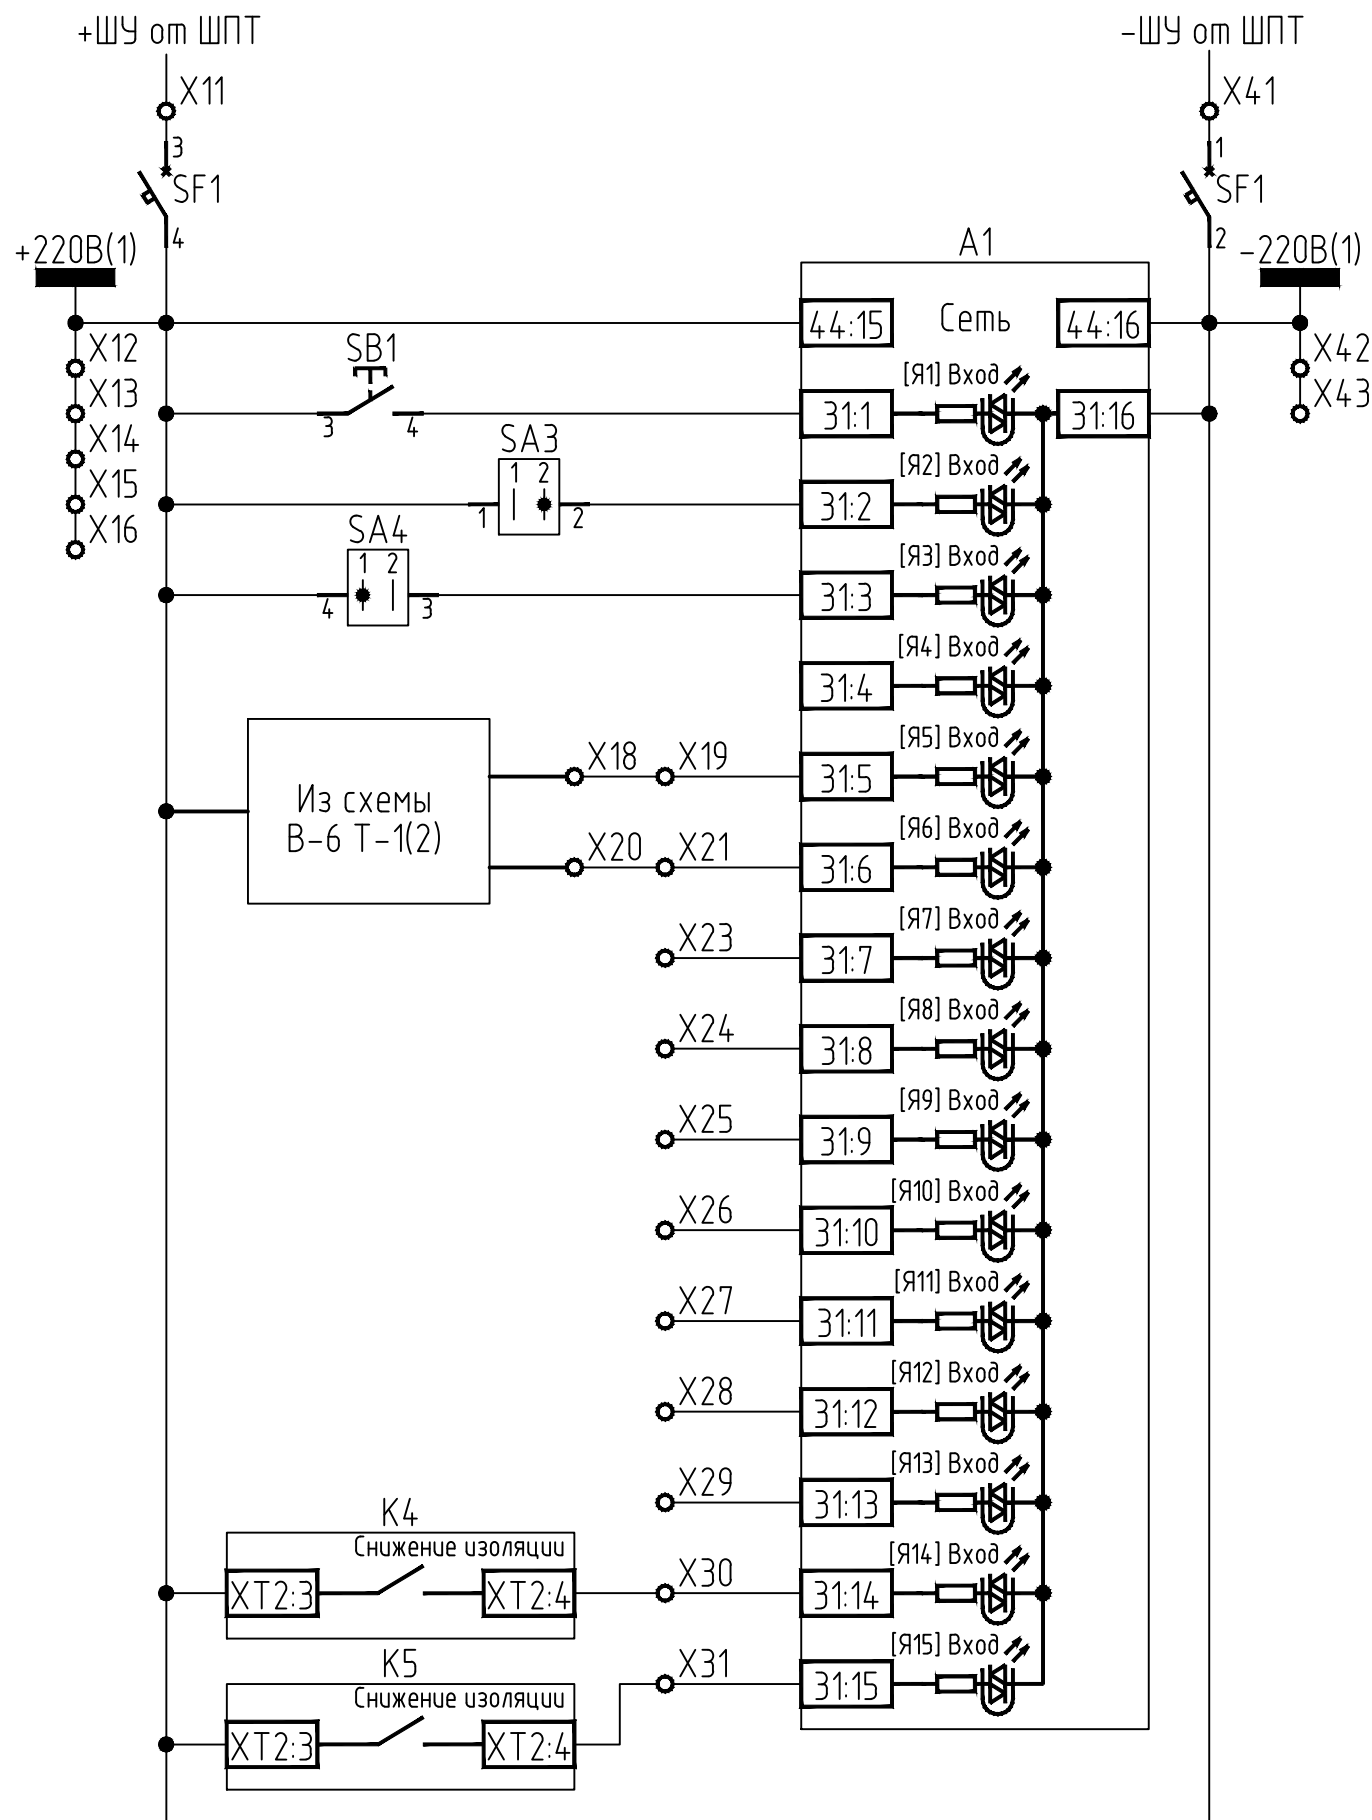 +ШУ от ШПТ
-ШУ от ШПТ
X11
X41
3
1
SF1
SF1
4
2
+220В(1)
-220В(1)
A1
44:15
Сеть
44:16
X12
X42
SB1
X13
X43
3
4
31:1
[Я1] Вход
31:16
X14
SA3
1 2
X15
1
2
31:2
[Я2] Вход
X16
SA4
1 2
4
3
31:3
[Я3] Вход
31:4
[Я4] Вход
Из схемы
В-6 Т-1(2)
X18
X19
31:5
[Я5] Вход
X20
X21
31:6
[Я6] Вход
X23
31:7
[Я7] Вход
X24
31:8
[Я8] Вход
X25
31:9
[Я9] Вход
X26
31:10
[Я10] Вход
X27
31:11
[Я11] Вход
X28
31:12
[Я12] Вход
X29
31:13
[Я13] Вход
K4
Снижение изоляции
XT2:3
XT2:4
X30
31:14
[Я14] Вход
K5
Снижение изоляции
XT2:3
XT2:4
X31
31:15
[Я15] Вход